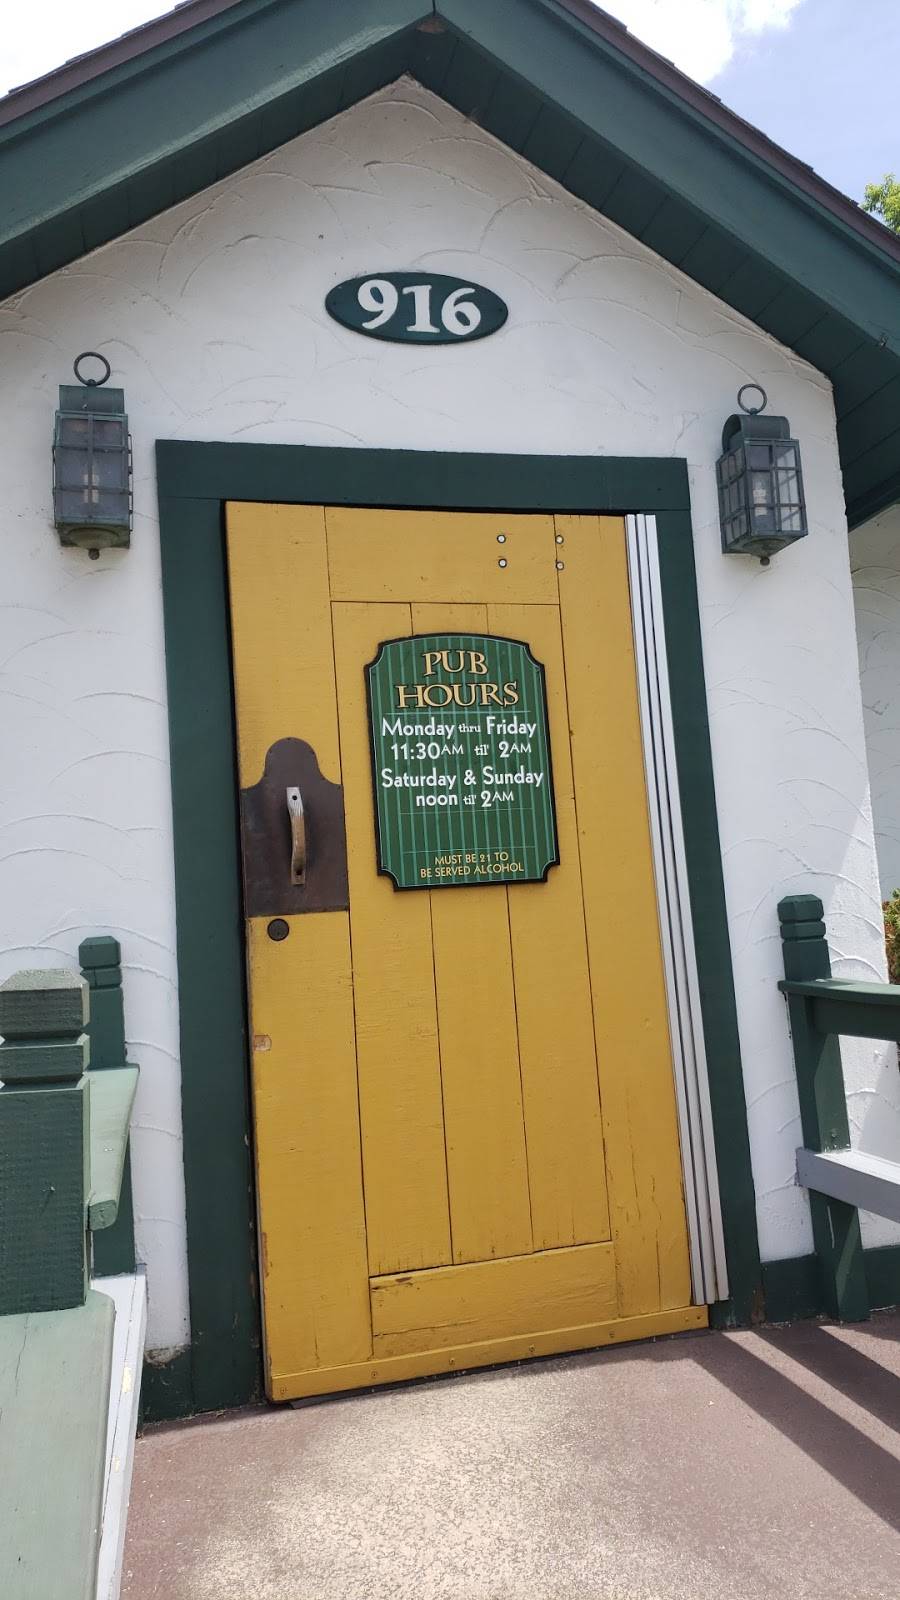 916
PUB
HOURS
Monday thru Friday
11:30AM til' 2AM
Saturday & Sunday
noon til' 2AM
MUST BE 21 TO
BE SERVED ALCOHOL